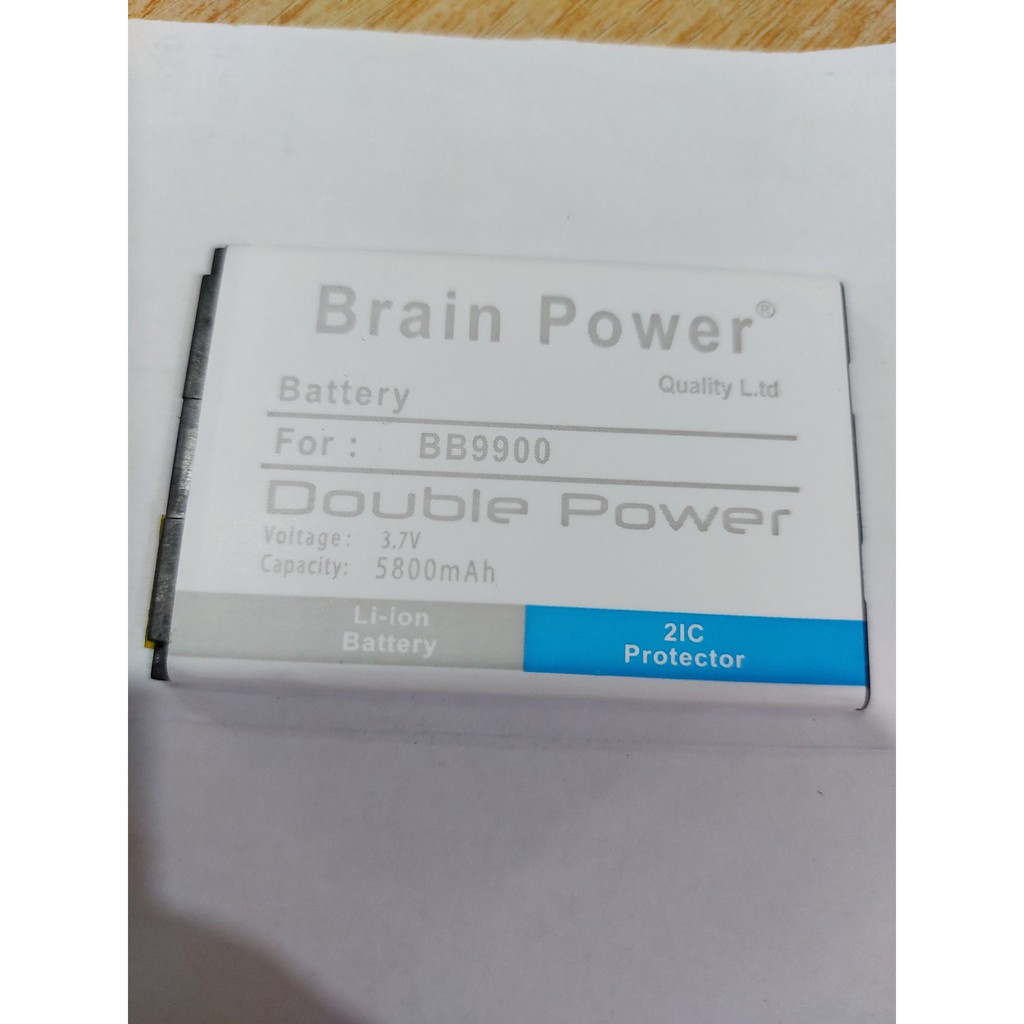 Brain Power®
Quality L.td
Battery
For : BB9900
Double Power
Voltage: 3.7V
Capacity: 5800mAh
Li-ion
Battery
2IC
Protector